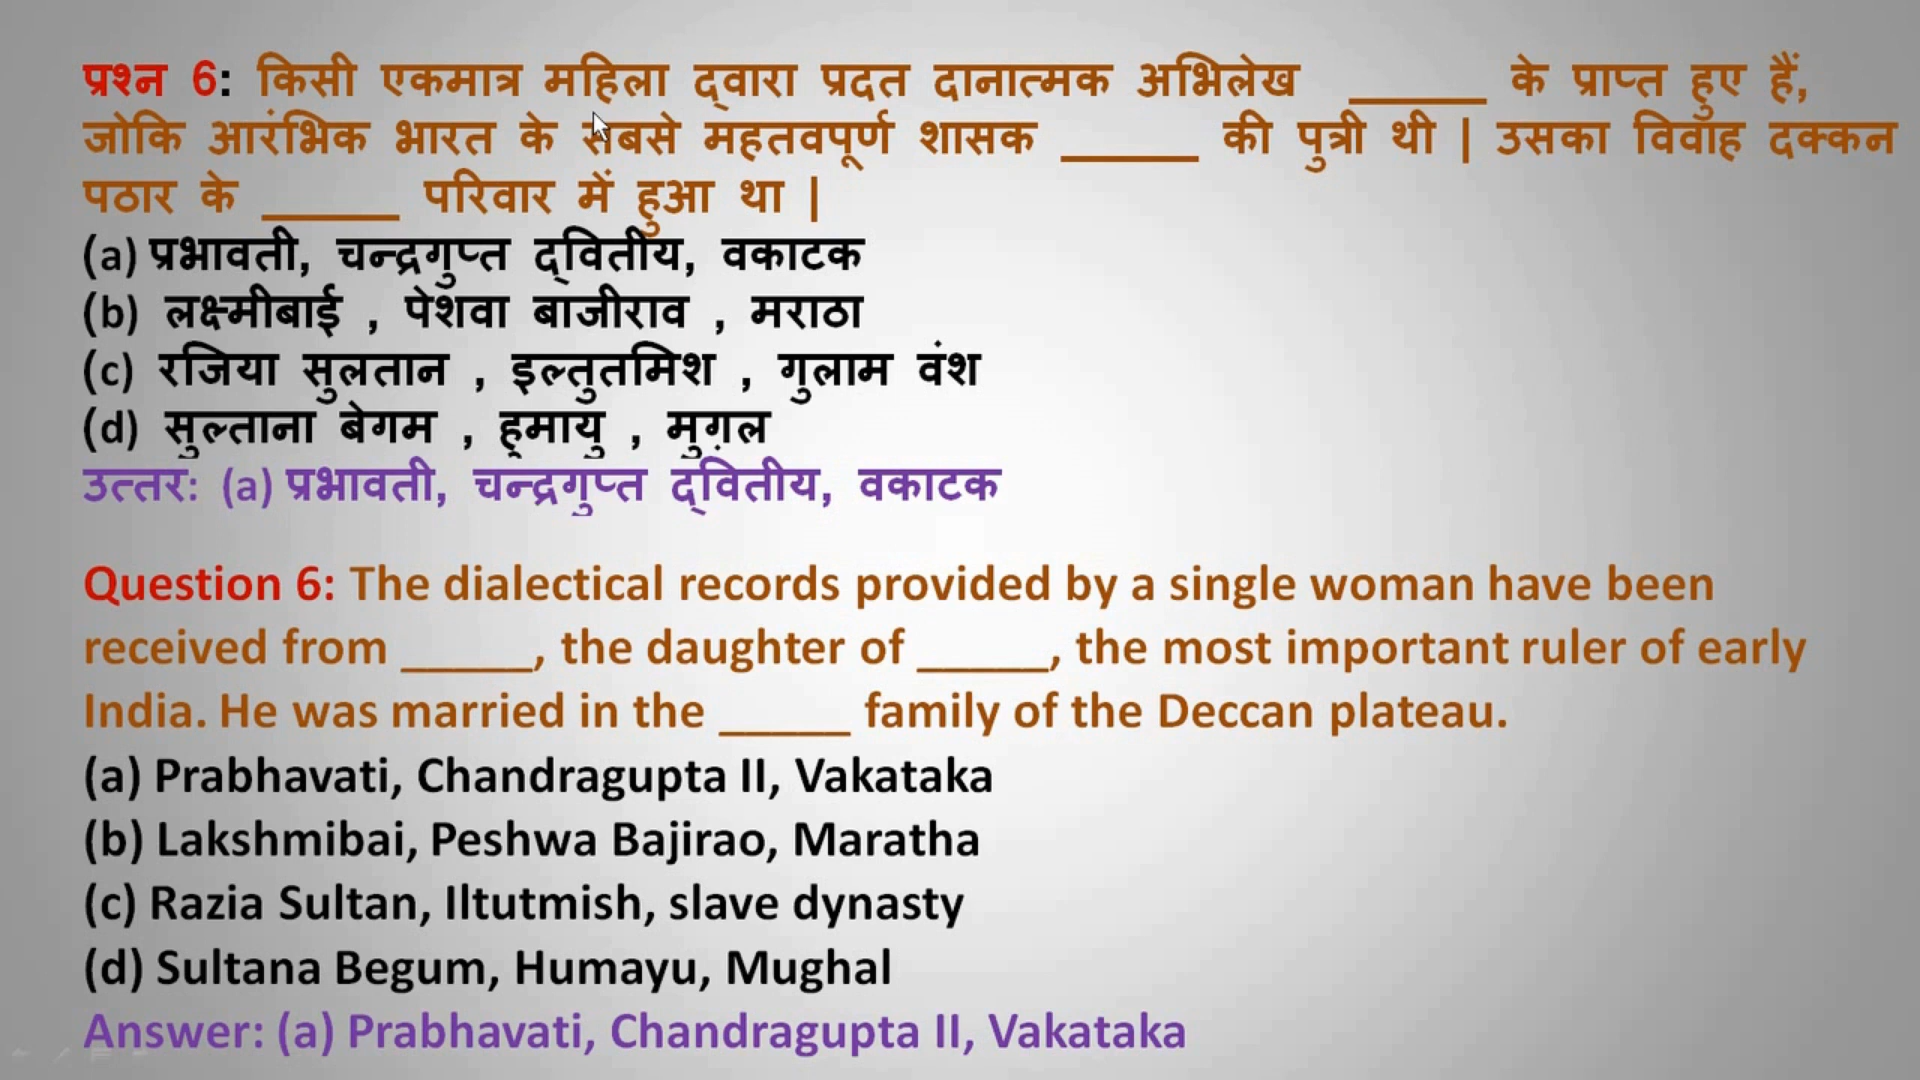 प्रश्न 6: किसी एकमात्र महिला द्वारा प्रदत दानात्मक अभिलेख _____ के प्राप्त हुए हैं,
जोकि आरंभिक भारत के सबसे महतवपूर्ण शासक _____ की पुत्री थी | उसका विवाह दक्कन
पठार के _____ परिवार में हुआ था |
(a) प्रभावती, चन्द्रगुप्त द्वितीय, वकाटक
(b) लक्ष्मीबाई , पेशवा बाजीराव , मराठा
(c) रजिया सुलतान , इल्तुतमिश , गुलाम वंश
(d) सुल्ताना बेगम , हूमायु , मुग़ल
उत्तर: (a) प्रभावती, चन्द्रगुप्त द्वितीय, वकाटक
Question 6: The dialectical records provided by a single woman have been
received from _____, the daughter of _____, the most important ruler of early
India. He was married in the _____ family of the Deccan plateau.
(a) Prabhavati, Chandragupta II, Vakataka
(b) Lakshmibai, Peshwa Bajirao, Maratha
(c) Razia Sultan, Iltutmish, slave dynasty
(d) Sultana Begum, Humayu, Mughal
Answer: (a) Prabhavati, Chandragupta II, Vakataka